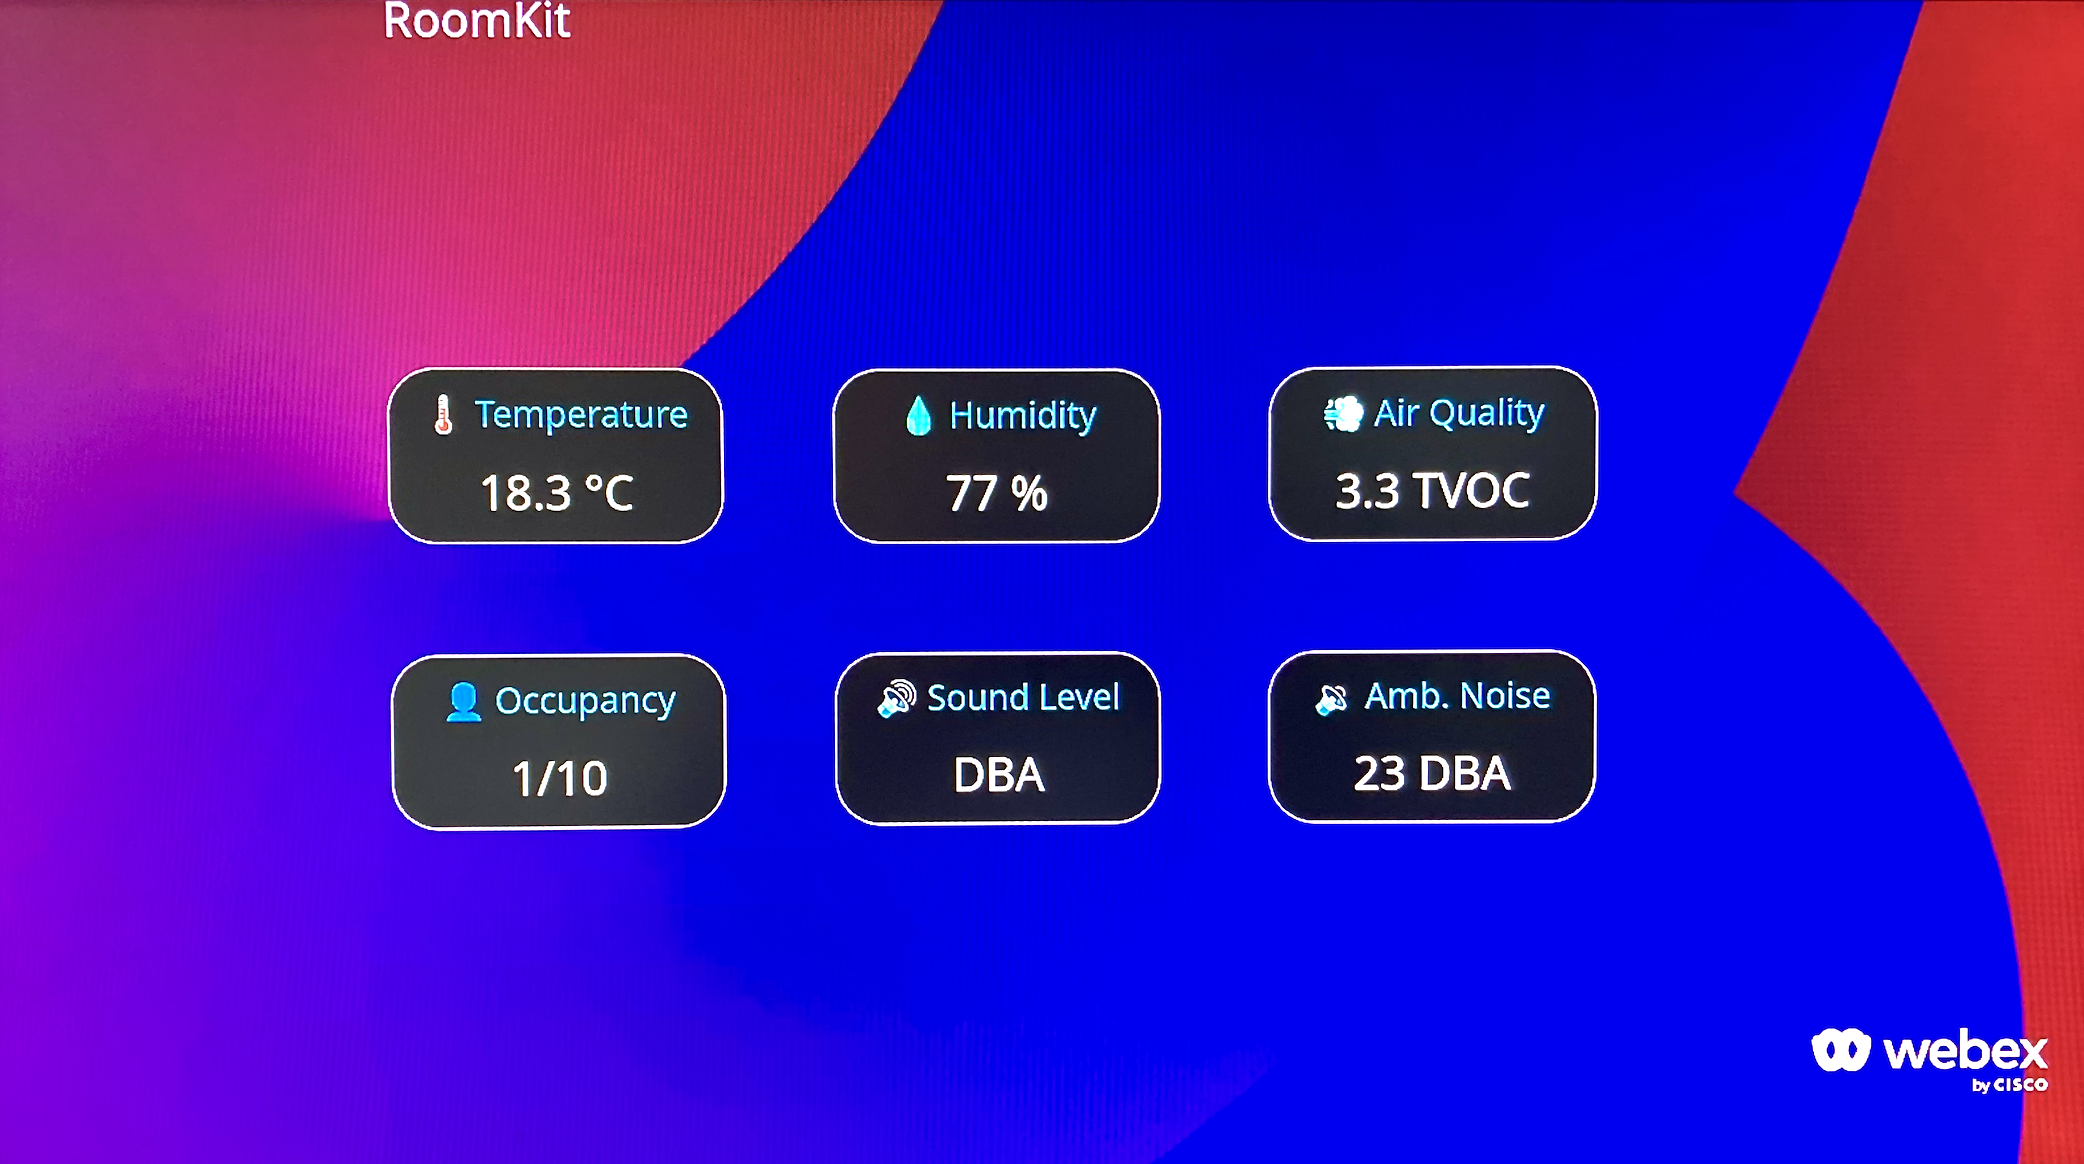 RoomKit
Temperature
18.3 °C
Humidity
77 %
Air Quality
3.3 TVOC
Occupancy
1/10
Sound Level
DBA
Amb. Noise
23 DBA
webex
by CISCO